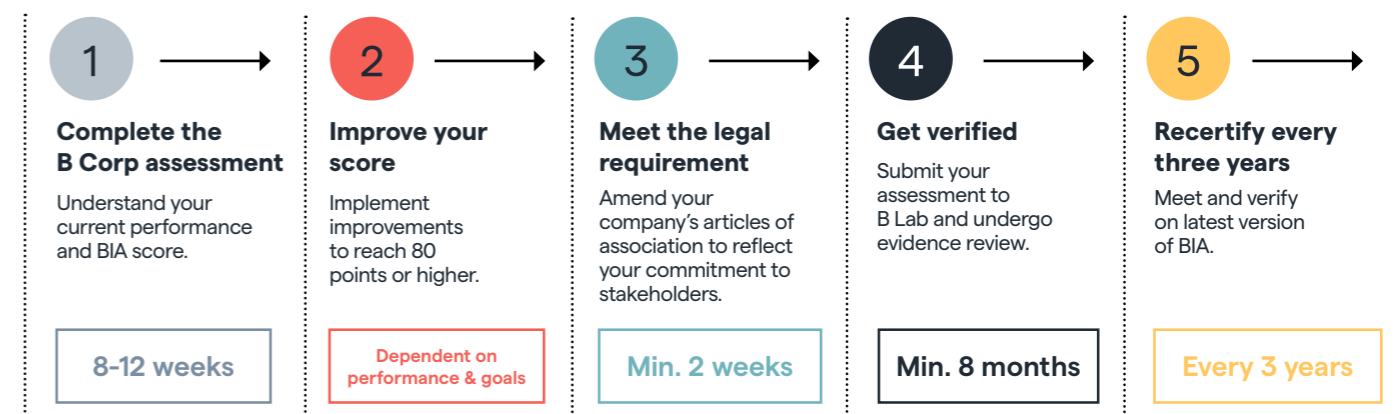 1
Complete the
B Corp assessment
Understand your
current performance
and BIA score.
8-12 weeks
2
Improve your
score
Implement
improvements
to reach 80
points or higher.
Dependent on
performance & goals
3
Meet the legal
requirement
Amend your
company's articles of
association to reflect
your commitment to
stakeholders.
Min. 2 weeks
4
Get verified
Submit your
assessment to
B Lab and undergo
evidence review.
Min. 8 months
5
Recertify every
three years
Meet and verify
on latest version
of BIA.
Every 3 years